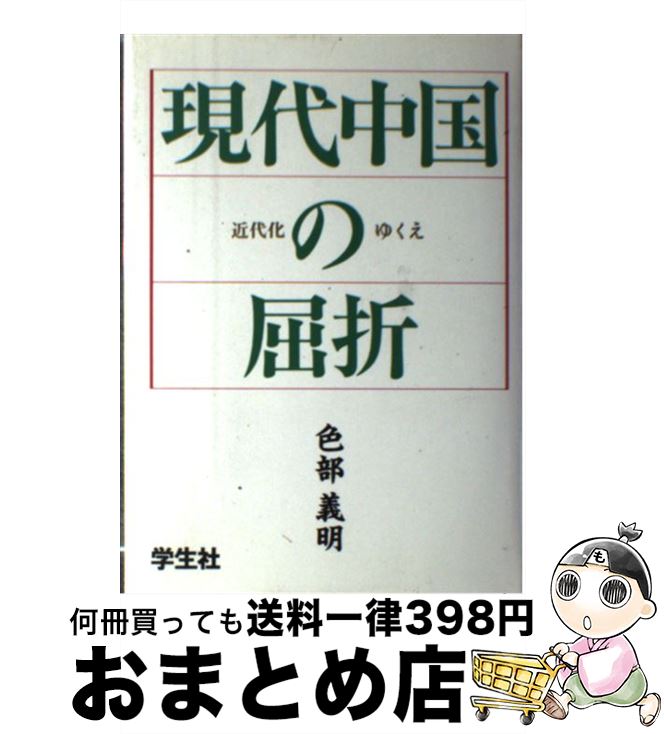 現代中国
近代化のゆくえ
屈折
色部義明
学生社
も
何冊買っても送料一律398円
おまとめ店